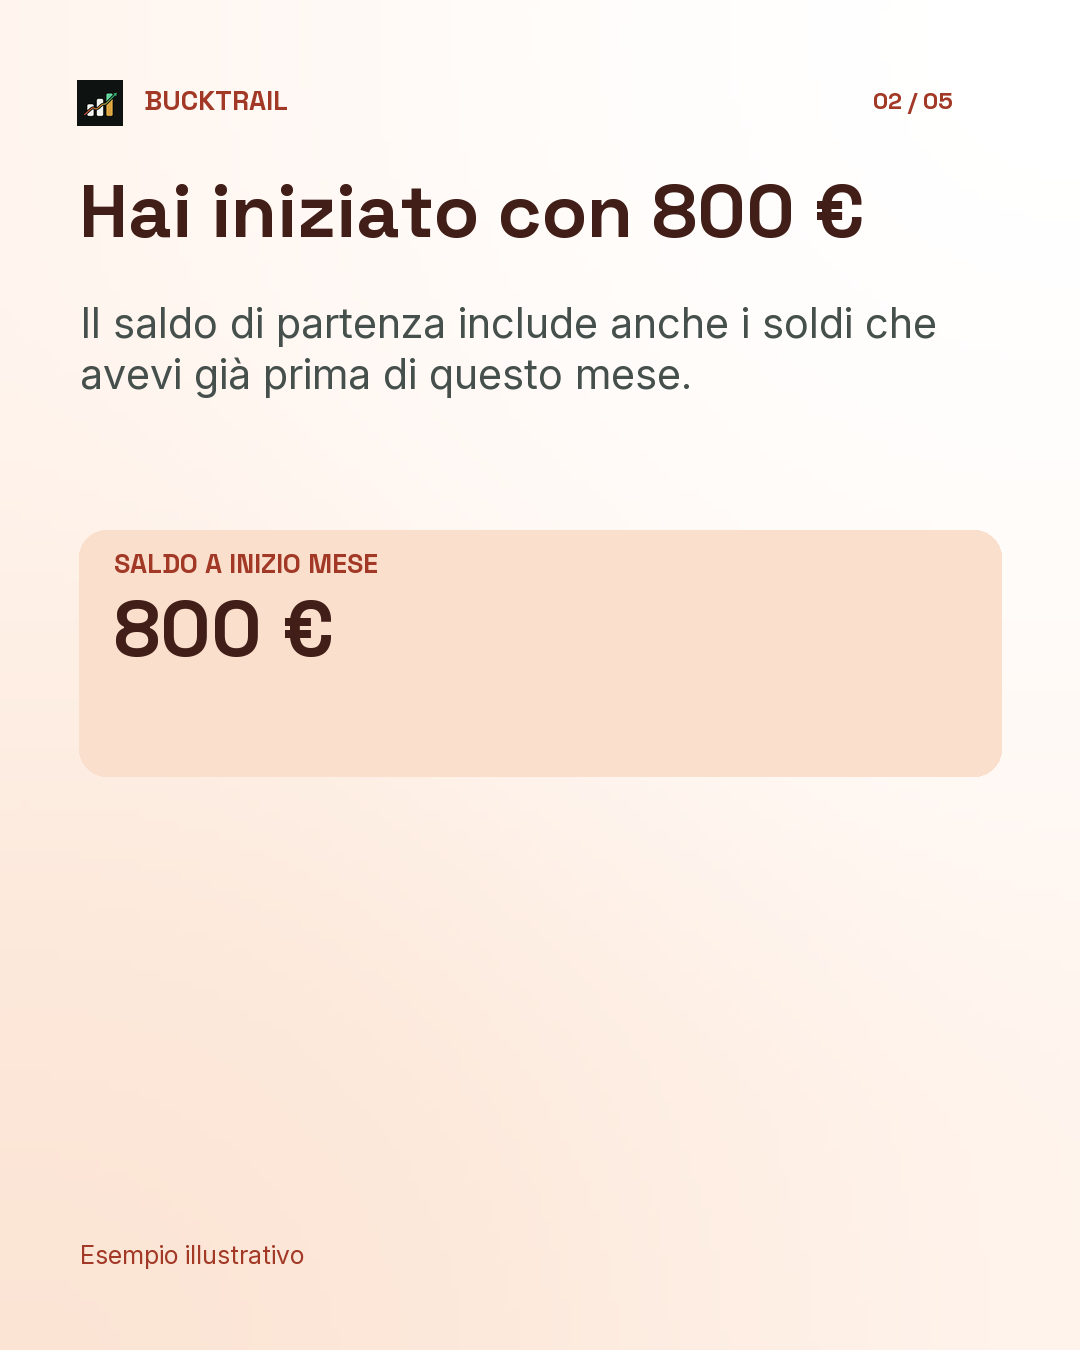 BUCKTRAIL
02 / 05
Hai iniziato con 800 €
Il saldo di partenza include anche i soldi che
avevi già prima di questo mese.
SALDO A INIZIO MESE
800 €
Esempio illustrativo